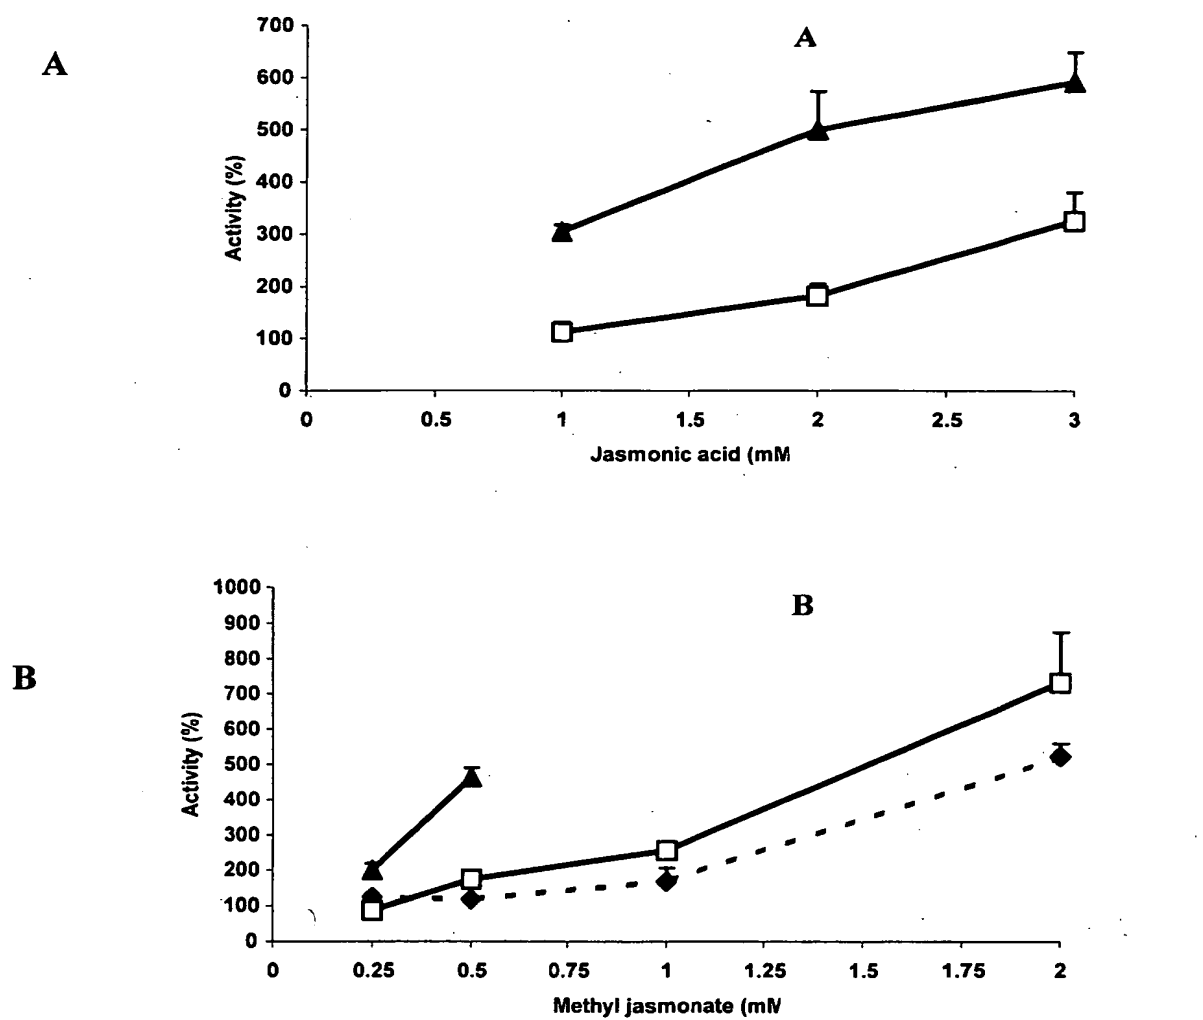 A
A
700
600
500
400
300
200
100
0
Activity (%)
0 0.5 1 1.5 2 2.5 3
Jasmonic acid (mM
B
B
1000
900
800
700
600
500
400
300
200
100
0
Activity (%)
0 0.25 0.5 0.75 1 1.25 1.5 1.75 2
Methyl jasmonate (mM